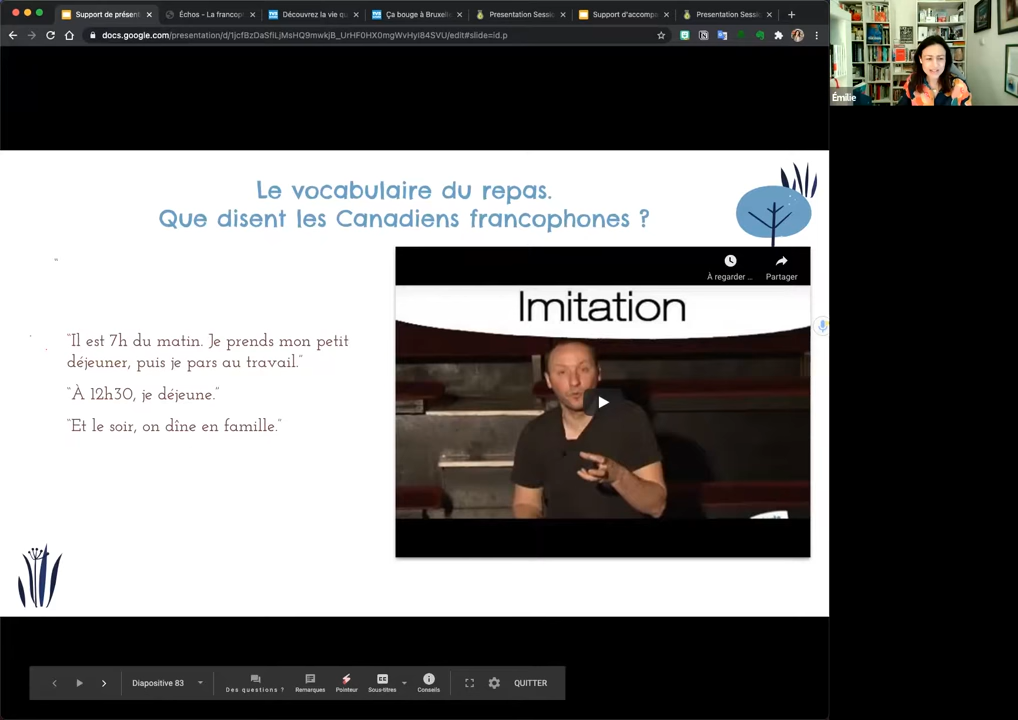 Support de présent
Échos - La francop
Découvrez la vie qu
Ça bouge à Bruxelle
Presentation Sessic
Support d'accompa
Presentation Sessic
docs.google.com/presentation/d/1jcfBzDaSfiLjMsHQ9mwkjB_UrHF0HX0mgWvHyI84SVU/edit#slide=id.p
Émilie
Le vocabulaire du repas.
Que disent les Canadiens francophones ?
"
À regarder ...
Partager
Imitation
"Il est 7h du matin. Je prends mon petit
déjeuner, puis je pars au travail."
"À 12h30, je déjeune."
"Et le soir, on dîne en famille."
Diapositive 83
Des questions ?
Remarques
Pointeur
CC
Sous-titres
Conseils
QUITTER